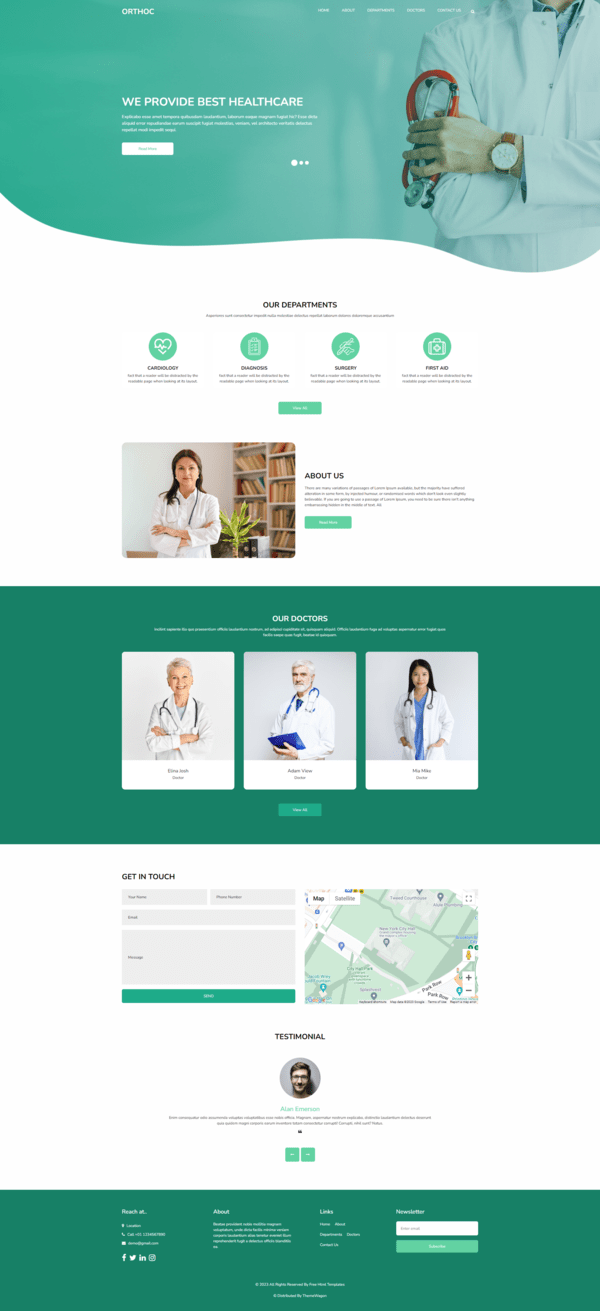 ORTHOC
HOME ABOUT DEPARTMENTS DOCTORS CONTACT US
WE PROVIDE BEST HEALTHCARE
Explicabo esse amet tempora quibusdam laudantium, laborum eaque magnam fugiat hic? Esse dicta
aliquid error repudiandae earum suscipit fugiat molestias, veniam, vel architecto veritatis delectus
repellat modi impedit sequi.
Read More
OUR DEPARTMENTS
Asperiores sunt consectetur impedit nulla molestiae delectus repellat laborum dolores doloremque accusantium
CARDIOLOGY
fact that a reader will be distracted by the
readable page when looking at its layout.
DIAGNOSIS
fact that a reader will be distracted by the
readable page when looking at its layout.
SURGERY
fact that a reader will be distracted by the
readable page when looking at its layout.
FIRST AID
fact that a reader will be distracted by the
readable page when looking at its layout.
View All
ABOUT US
There are many variations of passages of Lorem Ipsum available, but the majority have suffered
alteration in some form, by injected humour, or randomised words which don't look even slightly
believable. If you are going to use a passage of Lorem Ipsum, you need to be sure there isn't anything
embarrassing hidden in the middle of text. All
Read More
OUR DOCTORS
Incilint sapiente illo quo praesentium officiis laudantium nostrum, ad adipisci cupiditate sit, quisquam aliquid. Officiis laudantium fuga ad voluptas aspernatur error fugiat quos
facilis saepe quas fugit, beatae id quisquam.
Elina Josh
Doctor
Adam View
Doctor
Mia Mike
Doctor
View All
GET IN TOUCH
Your Name
Phone Number
Email
Message
SEND
Map Satellite
Tweed Courthouse
New York City Hall
City Hall Park
Splashfest
Park Row
Park Row
Keyboard shortcuts Map data ©2023 Google Terms of Use Report a map error
TESTIMONIAL
Alan Emerson
Enim consequatur odio assumenda voluptas voluptatibus esse nobis officia. Magnam, aspernatur nostrum explicabo, distinctio laudantium delectus deserunt
quia quidem magni corporis earum inventore totam consectetur corrupti! Corrupti, nihil sunt? Natus.
Reach at..
Location
Call +01 1234567890
demo@gmail.com
About
Beatae provident nobis mollitia magnam
voluptatum, unde dicta facilis minima veniam
corporis laudantium alias tenetur eveniet illum
reprehenderit fugit a delectus officiis blanditiis
ea.
Links
Home About
Departments Doctors
Contact Us
Newsletter
Enter email
Subscribe
© 2023 All Rights Reserved By Free Html Templates
© Distributed By ThemeWagon